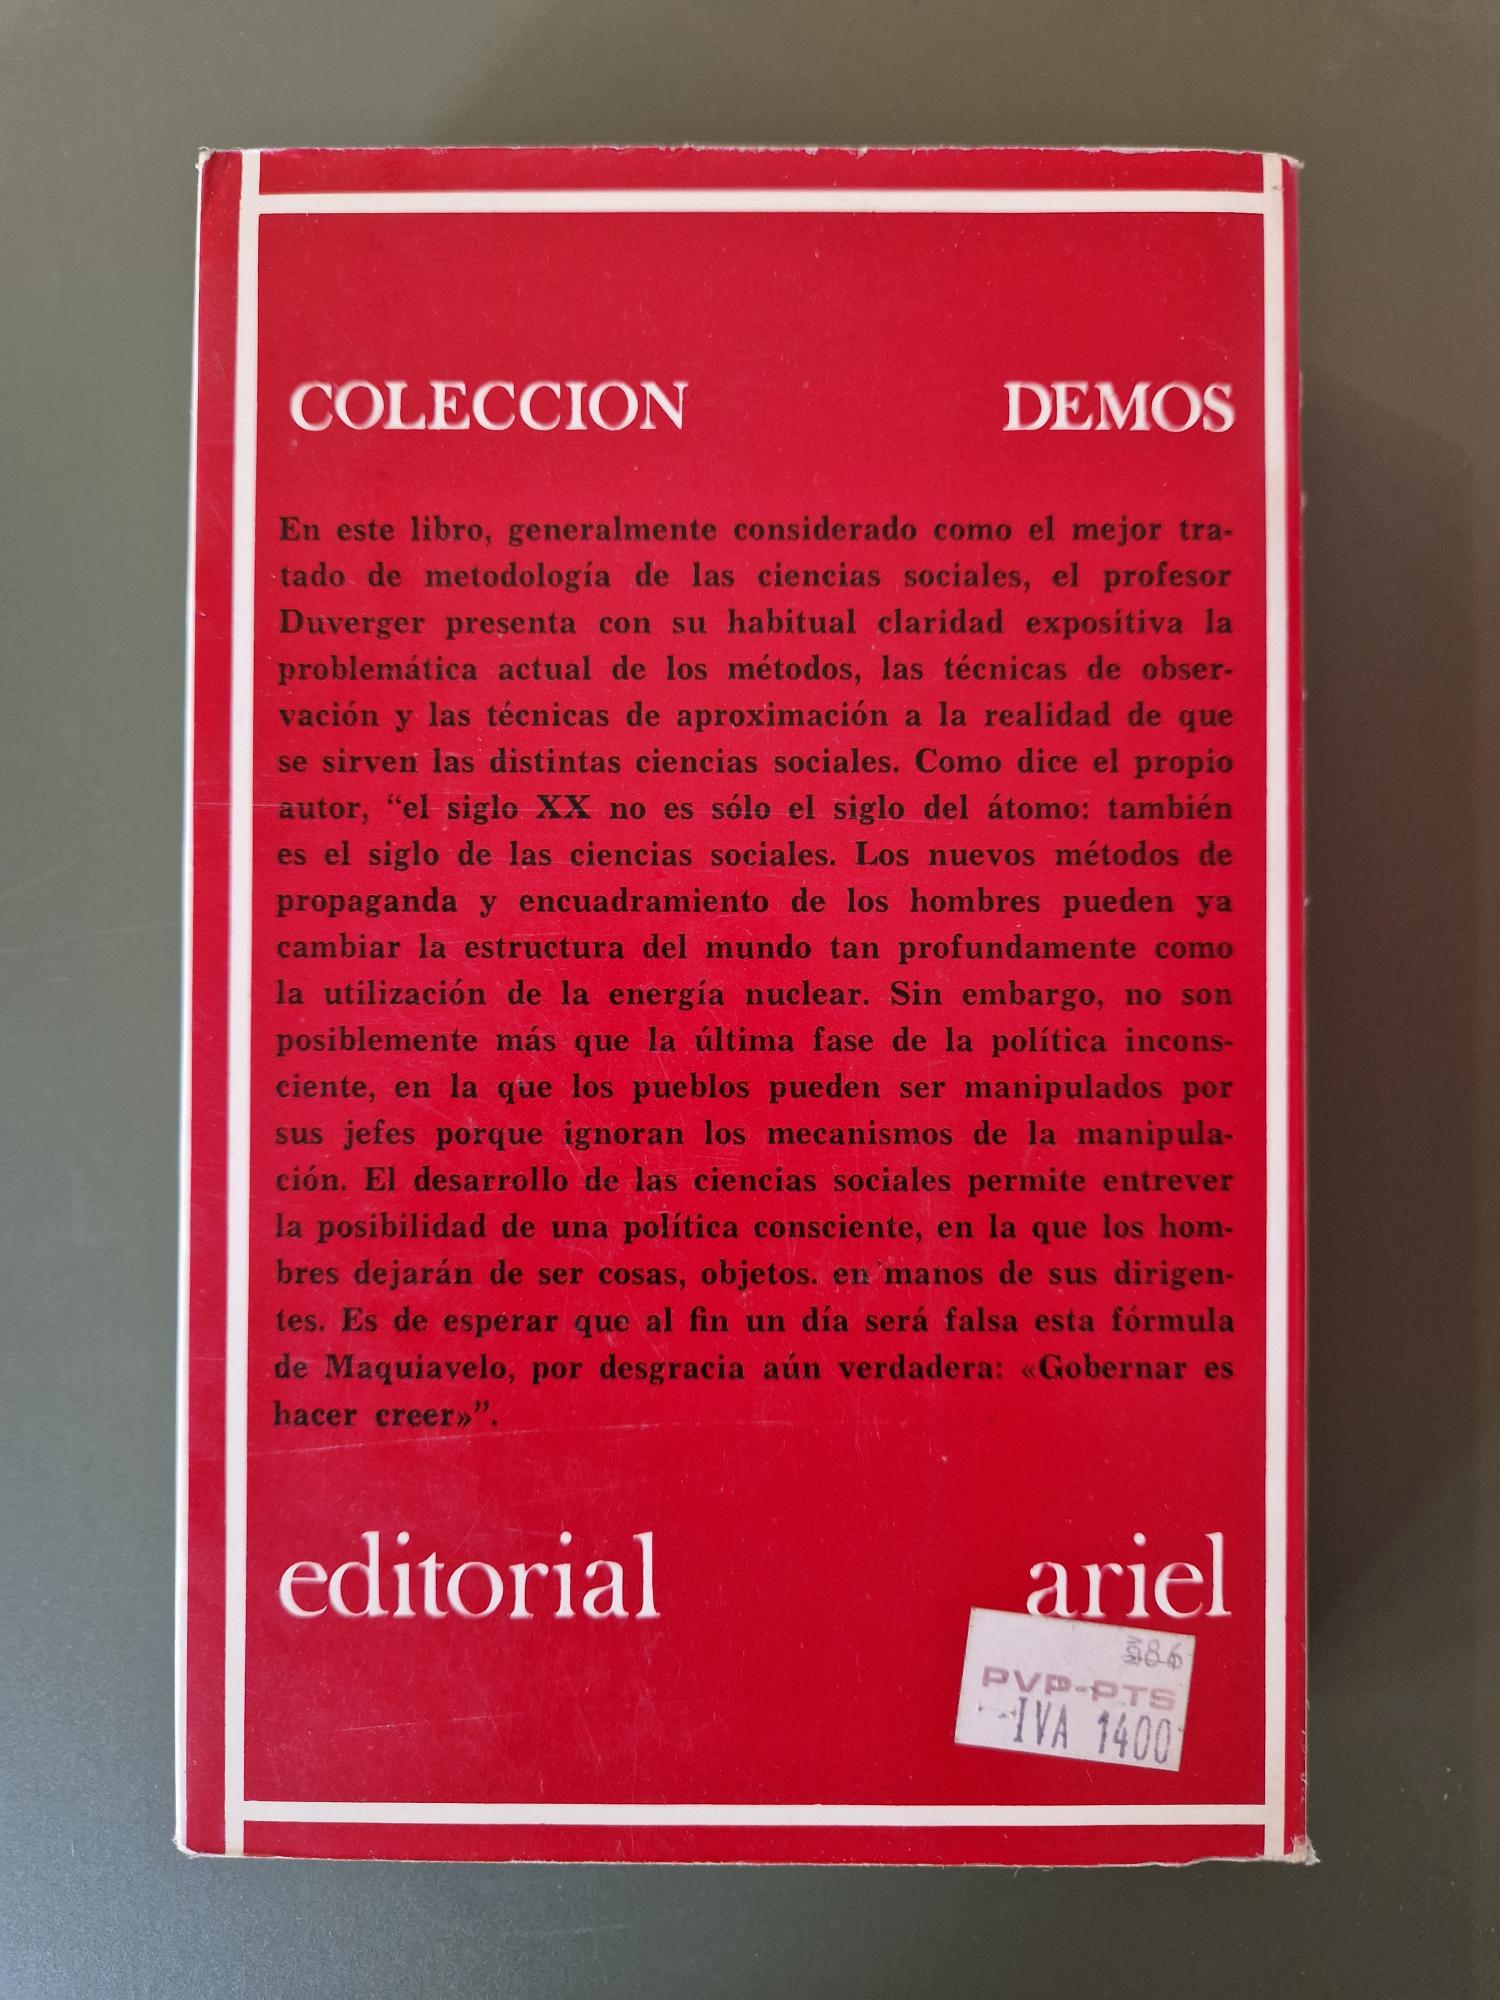 COLECCION DEMOS
En este libro, generalmente considerado como el mejor tra-
tado de metodología de las ciencias sociales, el profesor
Duverger presenta con su habitual claridad expositiva la
problemática actual de los métodos, las técnicas de obser-
vación y las técnicas de aproximación a la realidad de que
se sirven las distintas ciencias sociales. Como dice el propio
autor, “el siglo XX no es sólo el siglo del átomo: también
es el siglo de las ciencias sociales. Los nuevos métodos de
propaganda y encuadramiento de los hombres pueden ya
cambiar la estructura del mundo tan profundamente como
la utilización de la energía nuclear. Sin embargo, no son
posiblemente más que la última fase de la política incons-
ciente, en la que los pueblos pueden ser manipulados por
sus jefes porque ignoran los mecanismos de la manipula-
ción. El desarrollo de las ciencias sociales permite entrever
la posibilidad de una política consciente, en la que los hom-
bres dejarán de ser cosas, objetos. en manos de sus dirigen-
tes. Es de esperar que al fin un día será falsa esta fórmula
de Maquiavelo, por desgracia aún verdadera: «Gobernar es
hacer creer»”.
editorial ariel
PVP-PTS
IVA 1400